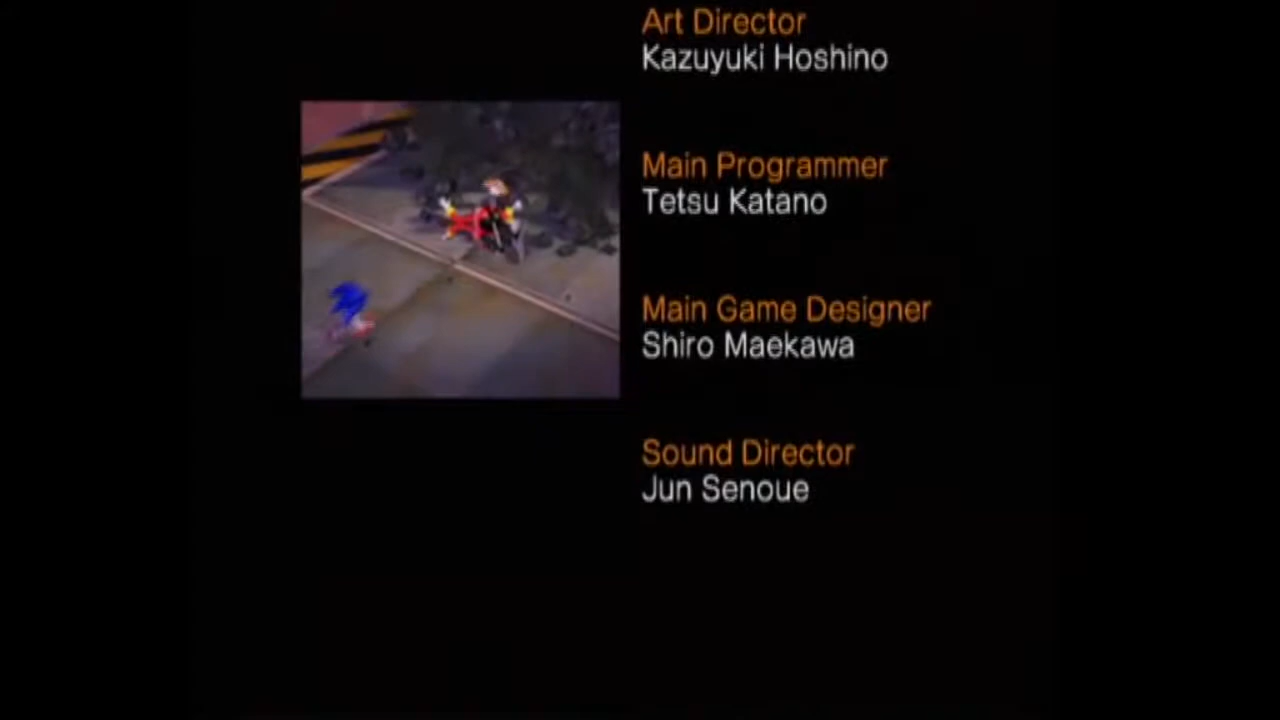 Art Director
Kazuyuki Hoshino
Main Programmer
Tetsu Katano
Main Game Designer
Shiro Maekawa
Sound Director
Jun Senoue